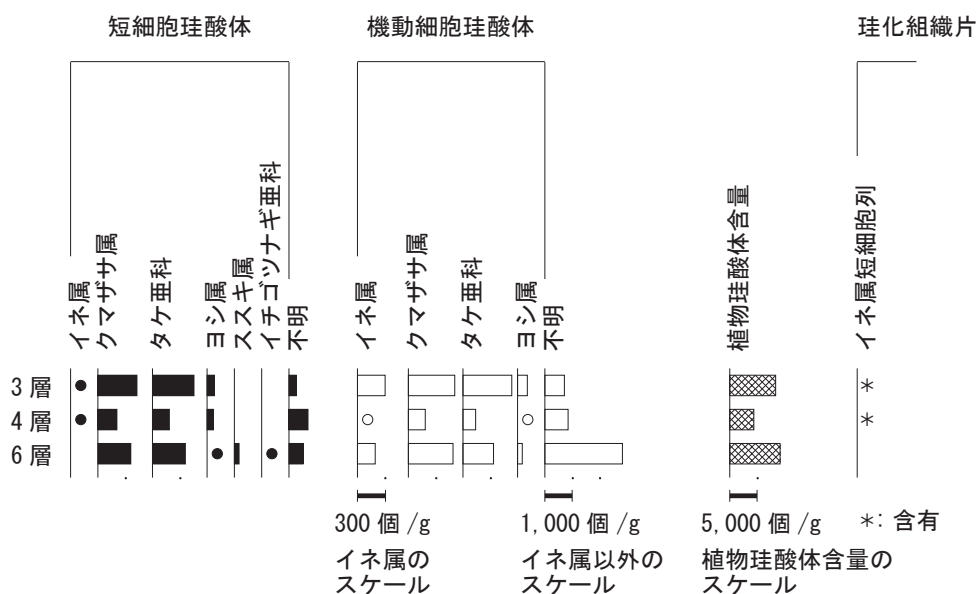 短細胞珪酸体
機動細胞珪酸体
珪化組織片
イネ属
クマザサ属
タケ亜科
ヨシ属
ススキ属
イチゴツナギ亜科
不明
イネ属
クマザサ属
タケ亜科
ヨシ属
不明
植物珪酸体含量
イネ属短細胞列
3層
*
4層
*
6層
300 個 /g
1,000 個 /g
5,000 個 /g
*: 含有
イネ属の
スケール
イネ属以外の
スケール
植物珪酸体含量の
スケール